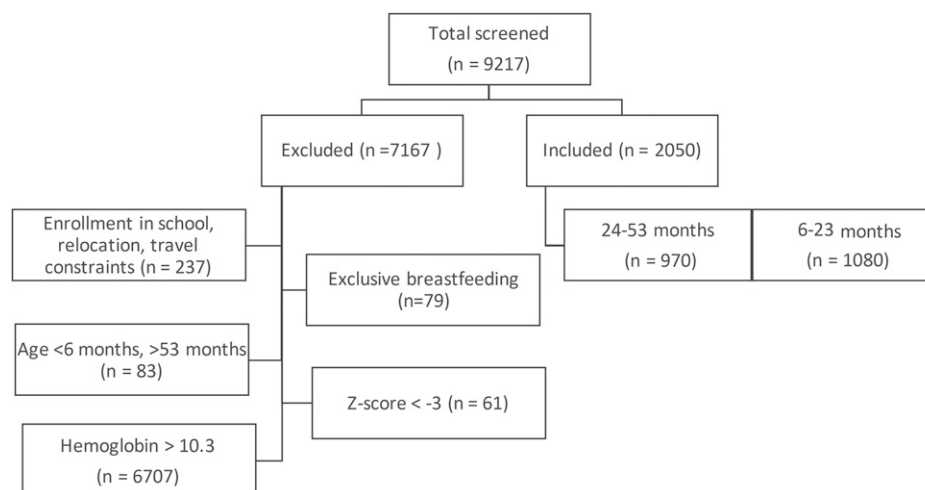 Total screened
(n = 9217)
Excluded (n =7167 )
Included (n = 2050)
Enrollment in school,
relocation, travel
constraints (n = 237)
24-53 months
(n = 970)
6-23 months
(n = 1080)
Exclusive breastfeeding
(n=79)
Age <6 months, >53 months
(n = 83)
Z-score < -3 (n = 61)
Hemoglobin > 10.3
(n = 6707)